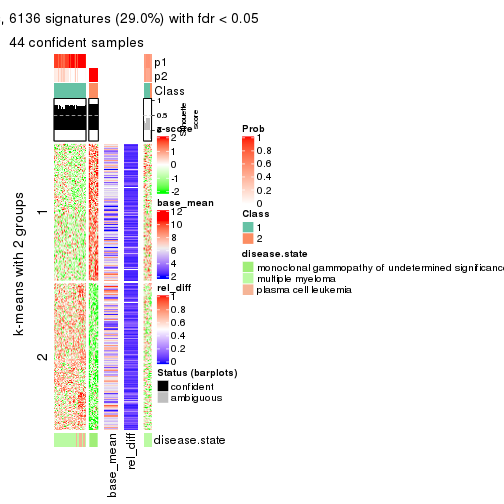 , 6136 signatures (29.0%) with fdr < 0.05
44 confident samples
p1
p2
Class
1
0.5
0
Silhouette
score
z-score
2
1
0
-1
-2
base_mean
12
10
8
6
4
2
rel_diff
1
0.8
0.6
0.4
0.2
0
Status (barplots)
confident
ambiguous
Prob
1
0.8
0.6
0.4
0.2
0
Class
1
2
disease.state
monoclonal gammopathy of undetermined significance
multiple myeloma
plasma cell leukemia
k-means with 2 groups
1
2
base_mean
rel_diff
disease.state